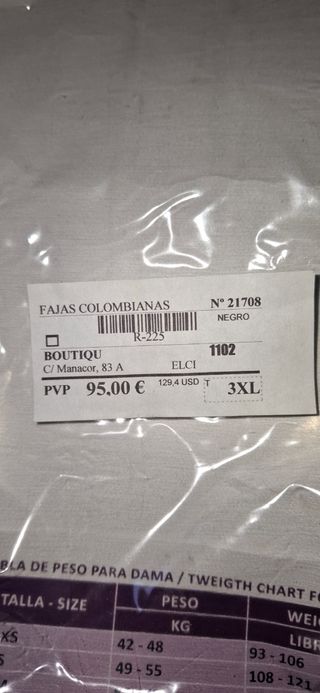 FAJAS COLOMBIANAS Nº 21708
NEGRO
R-225
BOUTIQU 1102
C/ Manacor, 83 A ELCI
PVP 95,00 € 129,4 USD T 3XL
BLA DE PESO PARA DAMA / TWEIGTH CHART FO
TALLA - SIZE PESO WEIG
KG LIBR
XS 42 - 48 93 - 106
S 49 - 55 108 - 121